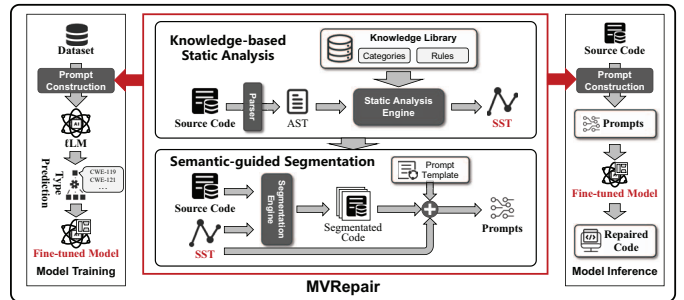 Dataset
Prompt
Construction
AI
ℓLM
Type
Prediction
CWE-119
CWE-121
...
Fine-tuned Model
Model Training
Knowledge-based
Static Analysis
Knowledge Library
Categories
Rules
Source Code
Parser
AST
Static Analysis
Engine
SST
Semantic-guided Segmentation
Source Code
SST
Segmentation
Engine
Segmentated
Code
Prompt
Template
Prompts
MVRepair
Source Code
Prompt
Construction
Prompts
Fine-tuned Model
Repaired
Code
Model Inference